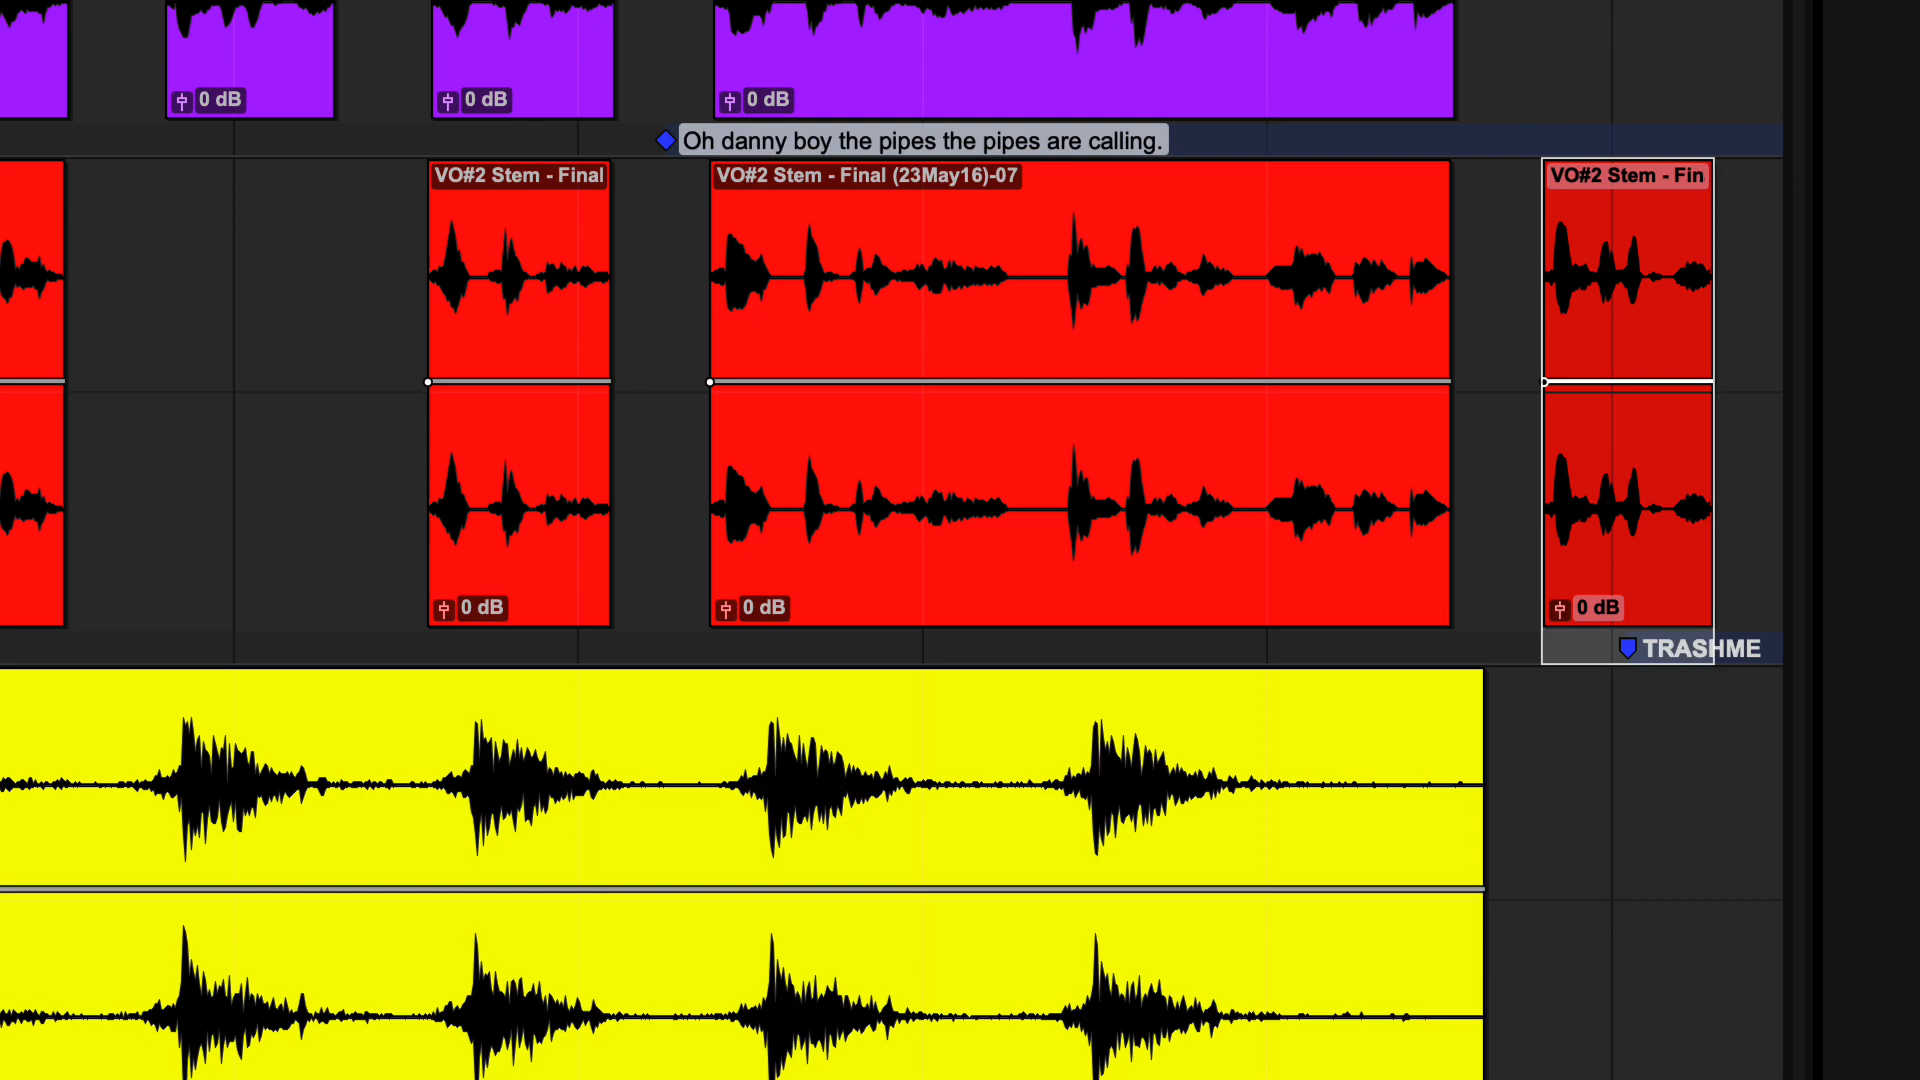 0 dB
0 dB
0 dB
Oh danny boy the pipes the pipes are calling.
VO#2 Stem - Final
VO#2 Stem - Final (23May16)-07
VO#2 Stem - Fin
0 dB
0 dB
0 dB
TRASHME